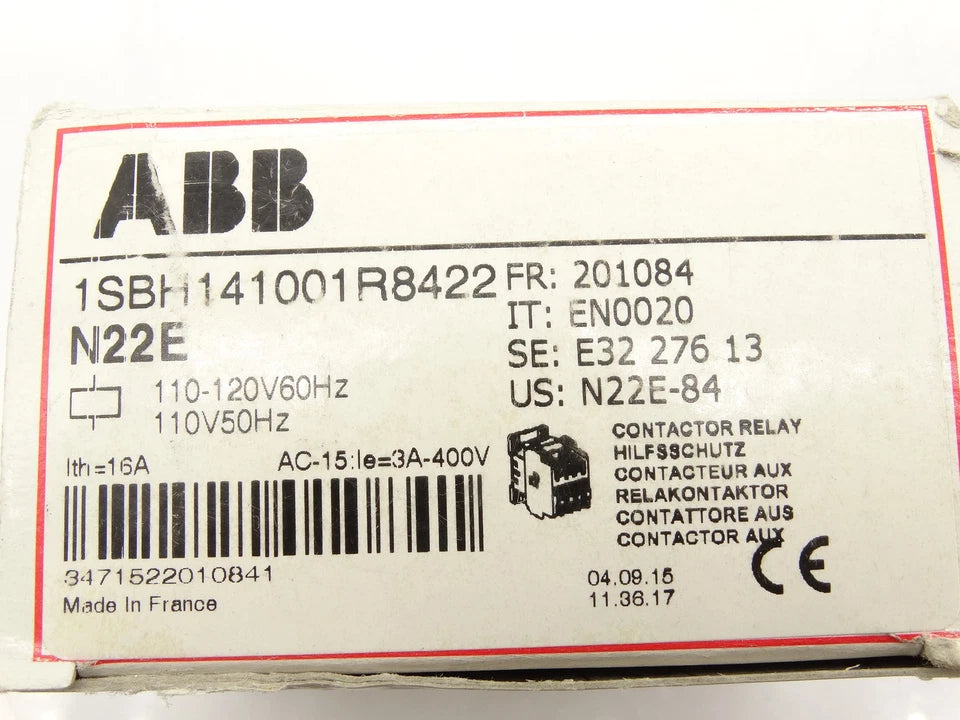 ABB
1SBH141001R8422
N22E
110-120V60Hz
110V50Hz
Ith=16A AC-15:Ie=3A-400V
3471522010841
Made In France
FR: 201084
IT: EN0020
SE: E32 276 13
US: N22E-84
CONTACTOR RELAY
HILFSSCHUTZ
CONTACTEUR AUX
RELAKONTAKTOR
CONTATTORE AUS
CONTACTOR AUX
CE
04.09.15
11.36.17